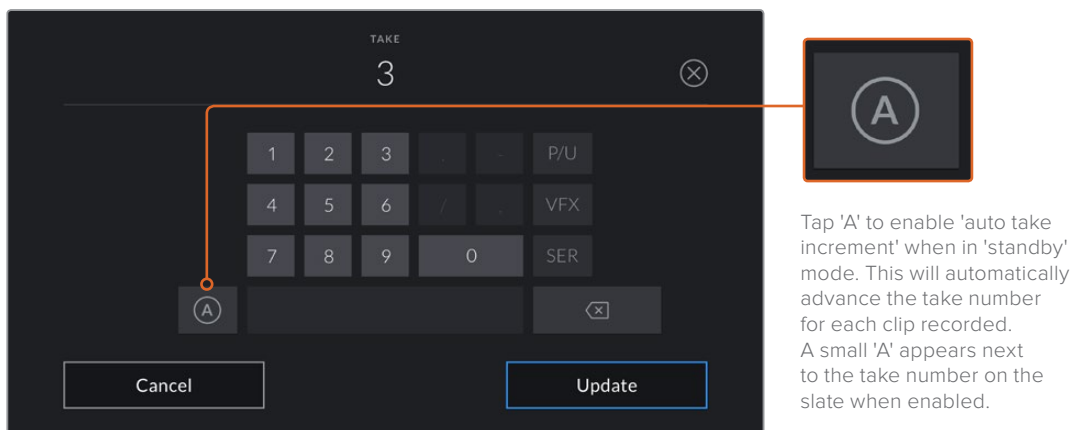 TAKE
3
1 2 3 , - P/U
4 5 6 / . VFX
7 8 9 0 SER
A
Cancel
Update
A
Tap 'A' to enable 'auto take
increment' when in 'standby'
mode. This will automatically
advance the take number
for each clip recorded.
A small 'A' appears next
to the take number on the
slate when enabled.